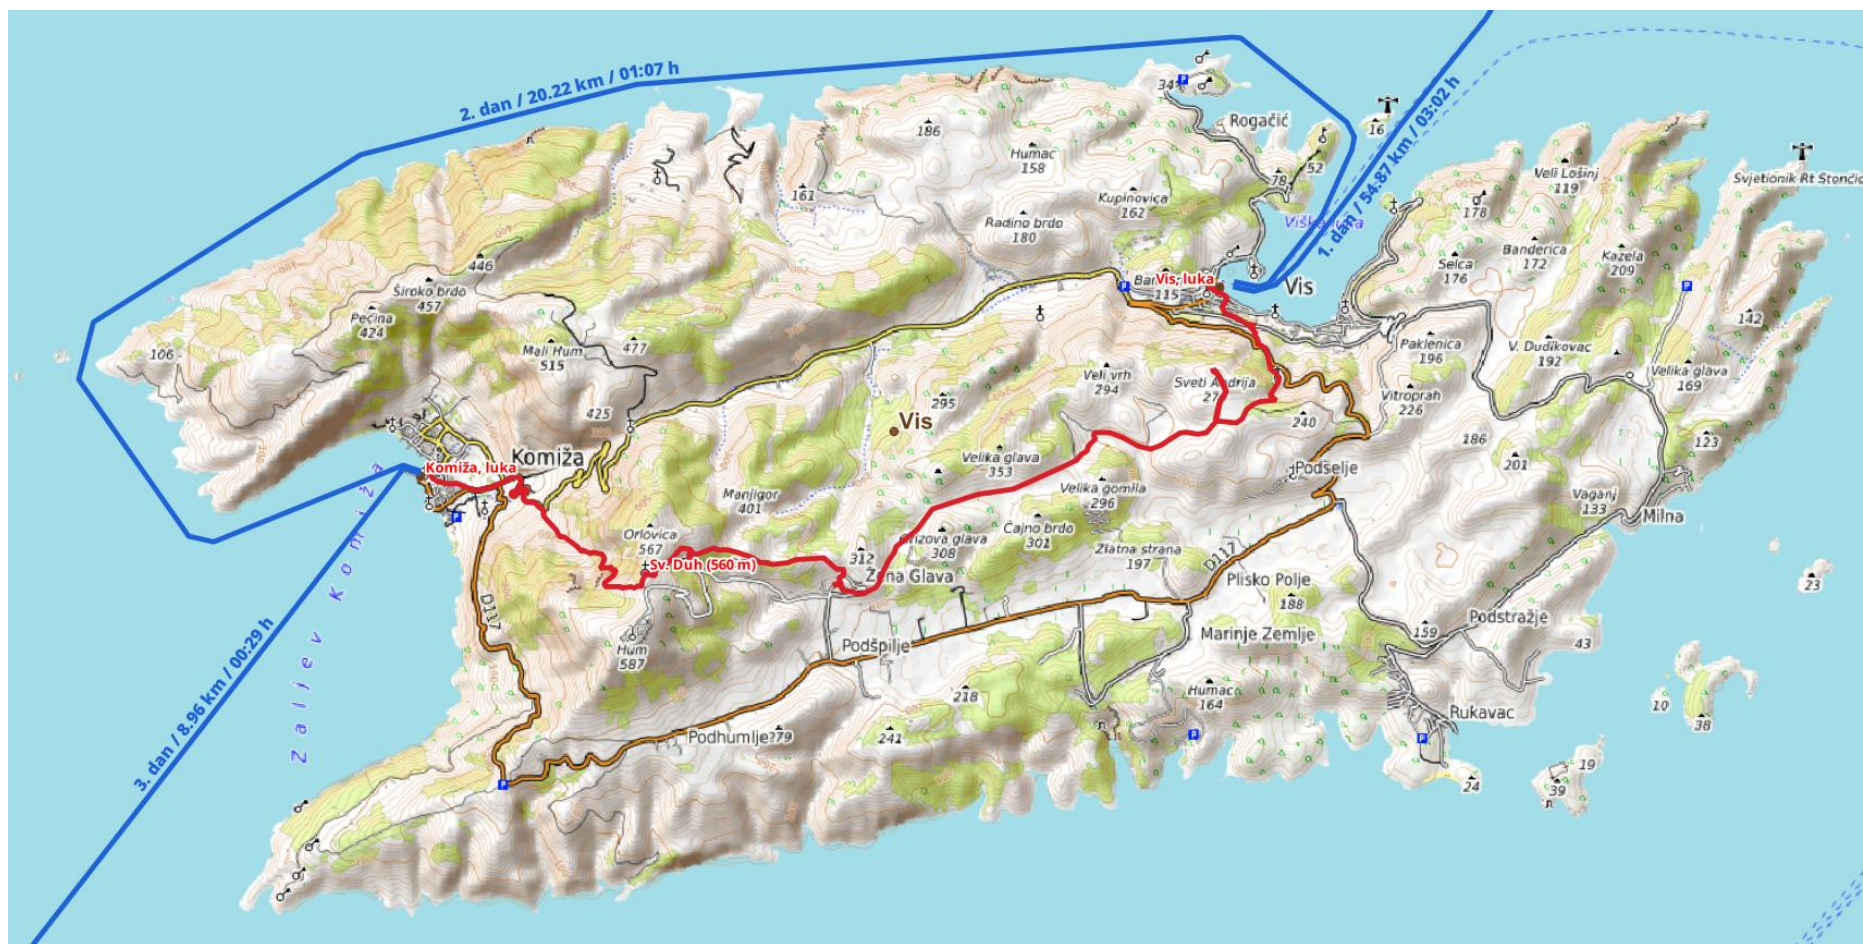 2. dan / 20.22 km / 01:07 h
1. dan / 54.87 km / 03:02 h
3. dan / 8.96 km / 00:29 h
34
Rogačić
16
186
Humac
158
52
78
Veli Lošinj
119
Svjetionik Rt Stončic
161
Kupinovica
162
178
Radino brdo
180
Banderica
172
Kazela
209
Selca
176
446
Široko brdo
457
Vis, luka
115
Vis
Pečina
424
142
106
Mali Hum
515
477
Paklenica
196
V. Dudikovac
192
Veli vrh
294
Sveti Andrija
27
Velika glava
169
Vitroprah
226
295
425
Vis
240
186
123
Komiža
Velika glava
353
Podselje
201
Komiža, luka
Manjigor
401
Velika gomila
296
Vaganj
133
Milna
Čajno brdo
301
Orlovica
567
308
312
Zlatna strana
197
D117
Sv. Duh (560 m)
Žena Glava
Plisko Polje
188
23
D117
Zaljev Komiža
Podstražje
Marinje Zemlje
159
43
Podšpilje
Hum
587
Humac
164
218
Rukavac
10
38
Podhumlje
279
241
19
24
39